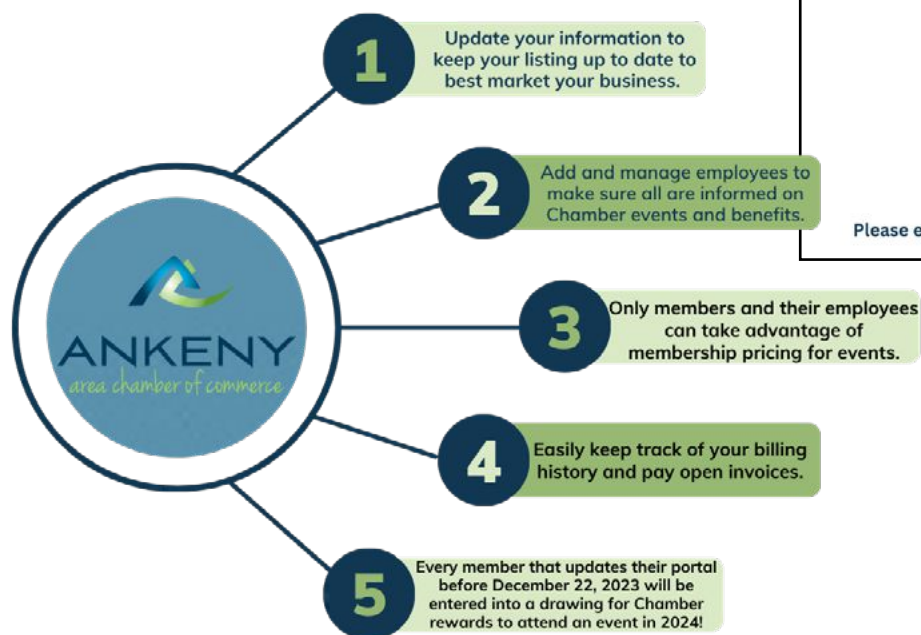 1
Update your information to
keep your listing up to date to
best market your business.
2
Add and manage employees to
make sure all are informed on
Chamber events and benefits.
Please e
3
Only members and their employees
can take advantage of
membership pricing for events.
ANKENY
area chamber of commerce
4
Easily keep track of your billing
history and pay open invoices.
5
Every member that updates their portal
before December 22, 2023 will be
entered into a drawing for Chamber
rewards to attend an event in 2024!